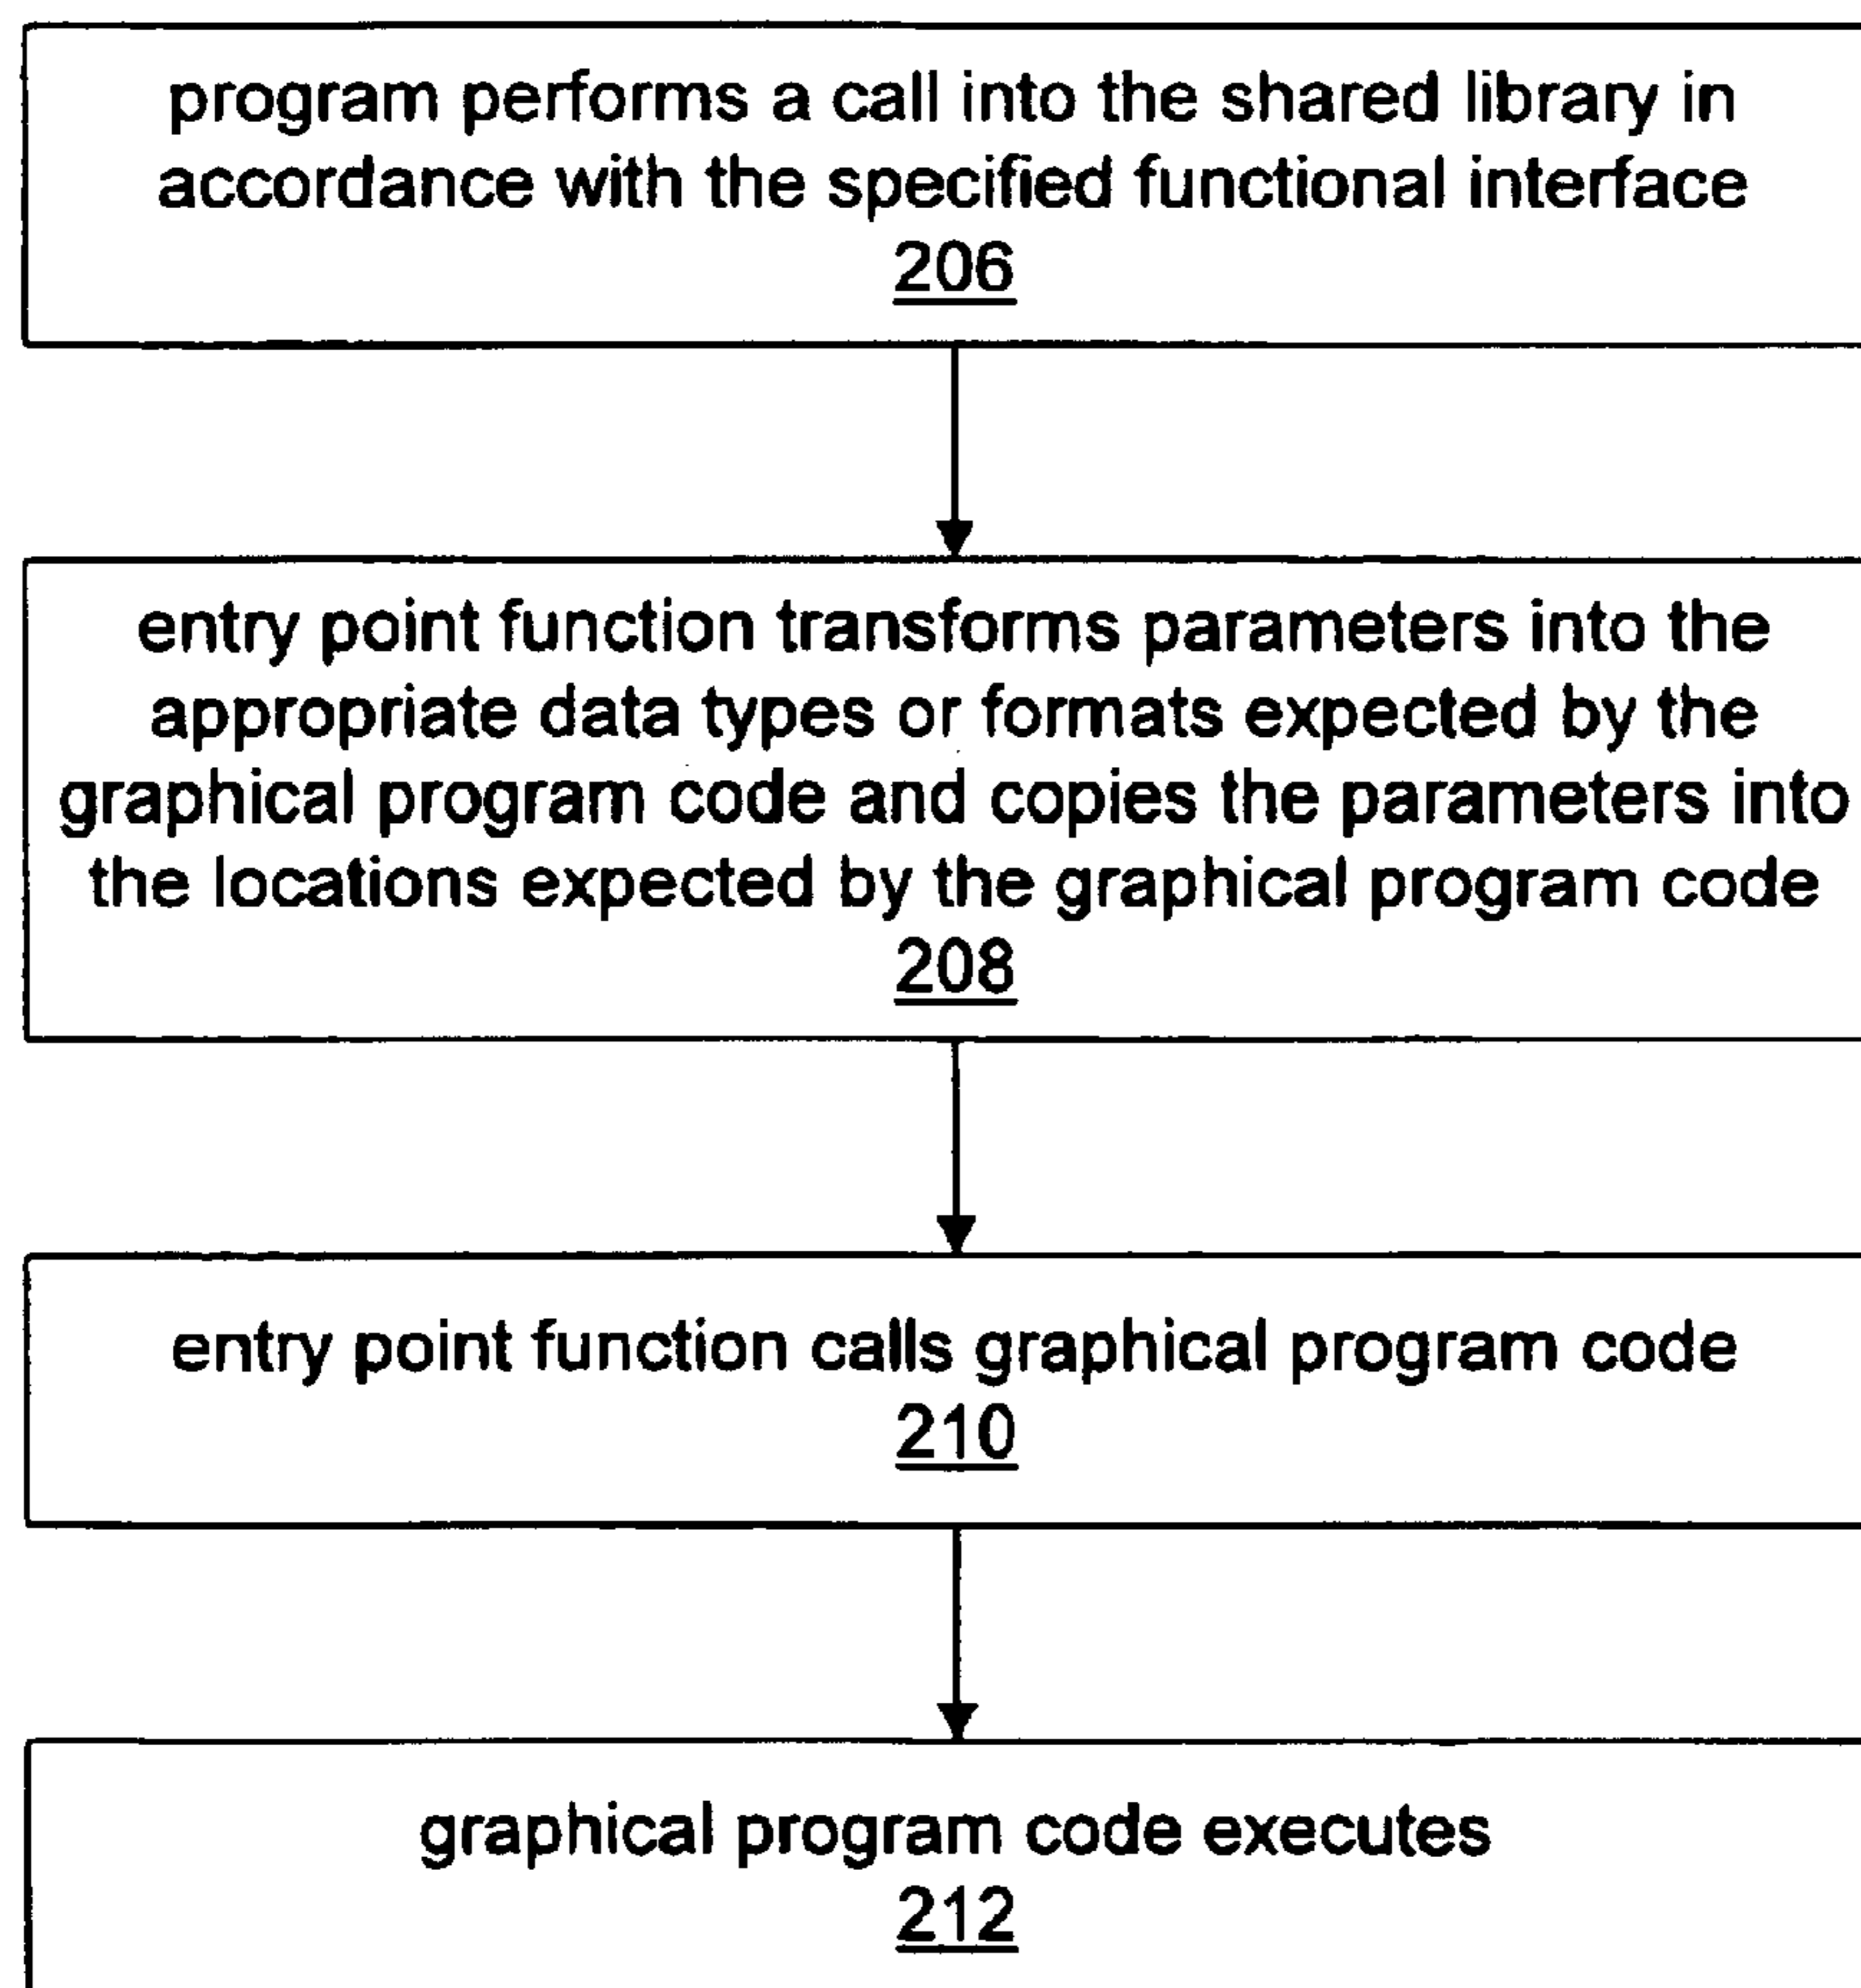 program performs a call into the shared library in
accordance with the specified functional interface
206
entry point function transforms parameters into the
appropriate data types or formats expected by the
graphical program code and copies the parameters into
the locations expected by the graphical program code
208
entry point function calls graphical program code
210
graphical program code executes
212